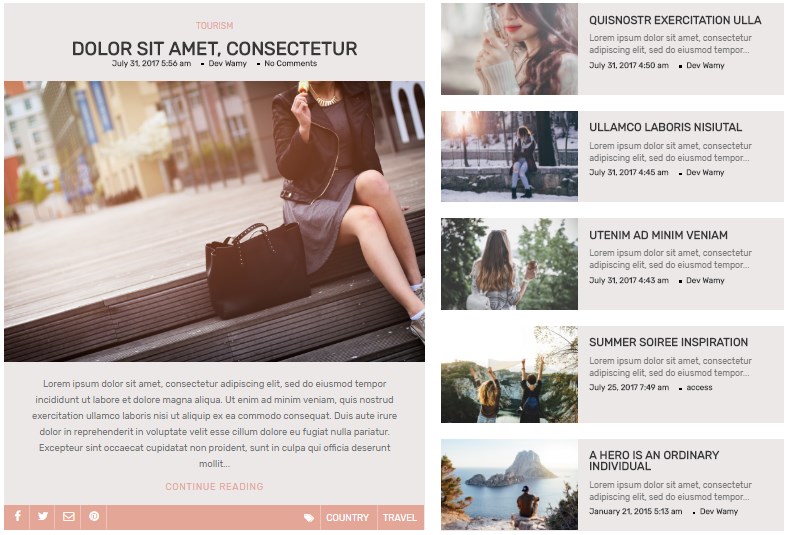 TOURISM
DOLOR SIT AMET, CONSECTETUR
July 31, 2017 5:56 am ▪ Dev Wamy ▪ No Comments
Lorem ipsum dolor sit amet, consectetur adipiscing elit, sed do eiusmod tempor
incididunt ut labore et dolore magna aliqua. Ut enim ad minim veniam, quis nostrud
exercitation ullamco laboris nisi ut aliquip ex ea commodo consequat. Duis aute irure
dolor in reprehenderit in voluptate velit esse cillum dolore eu fugiat nulla pariatur.
Excepteur sint occaecat cupidatat non proident, sunt in culpa qui officia deserunt
mollit...
CONTINUE READING
COUNTRY TRAVEL
QUISNOSTR EXERCITATION ULLA
Lorem ipsum dolor sit amet, consectetur
adipiscing elit, sed do eiusmod tempor...
July 31, 2017 4:50 am ▪ Dev Wamy
ULLAMCO LABORIS NISIUTAL
Lorem ipsum dolor sit amet, consectetur
adipiscing elit, sed do eiusmod tempor...
July 31, 2017 4:45 am ▪ Dev Wamy
UTENIM AD MINIM VENIAM
Lorem ipsum dolor sit amet, consectetur
adipiscing elit, sed do eiusmod tempor...
July 31, 2017 4:43 am ▪ Dev Wamy
SUMMER SOIREE INSPIRATION
Lorem ipsum dolor sit amet, consectetur
adipiscing elit, sed do eiusmod tempor...
July 25, 2017 7:49 am ▪ access
A HERO IS AN ORDINARY
INDIVIDUAL
Lorem ipsum dolor sit amet, consectetur
adipiscing elit, sed do eiusmod tempor...
January 21, 2015 5:13 am ▪ Dev Wamy